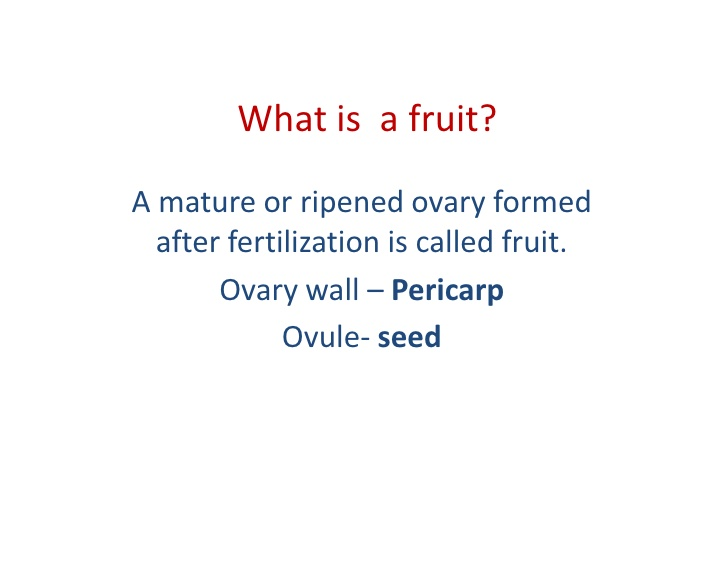 What is  a fruit?
A mature or ripened ovary formed
after fertilization is called fruit.
Ovary wall – Pericarp
Ovule- seed